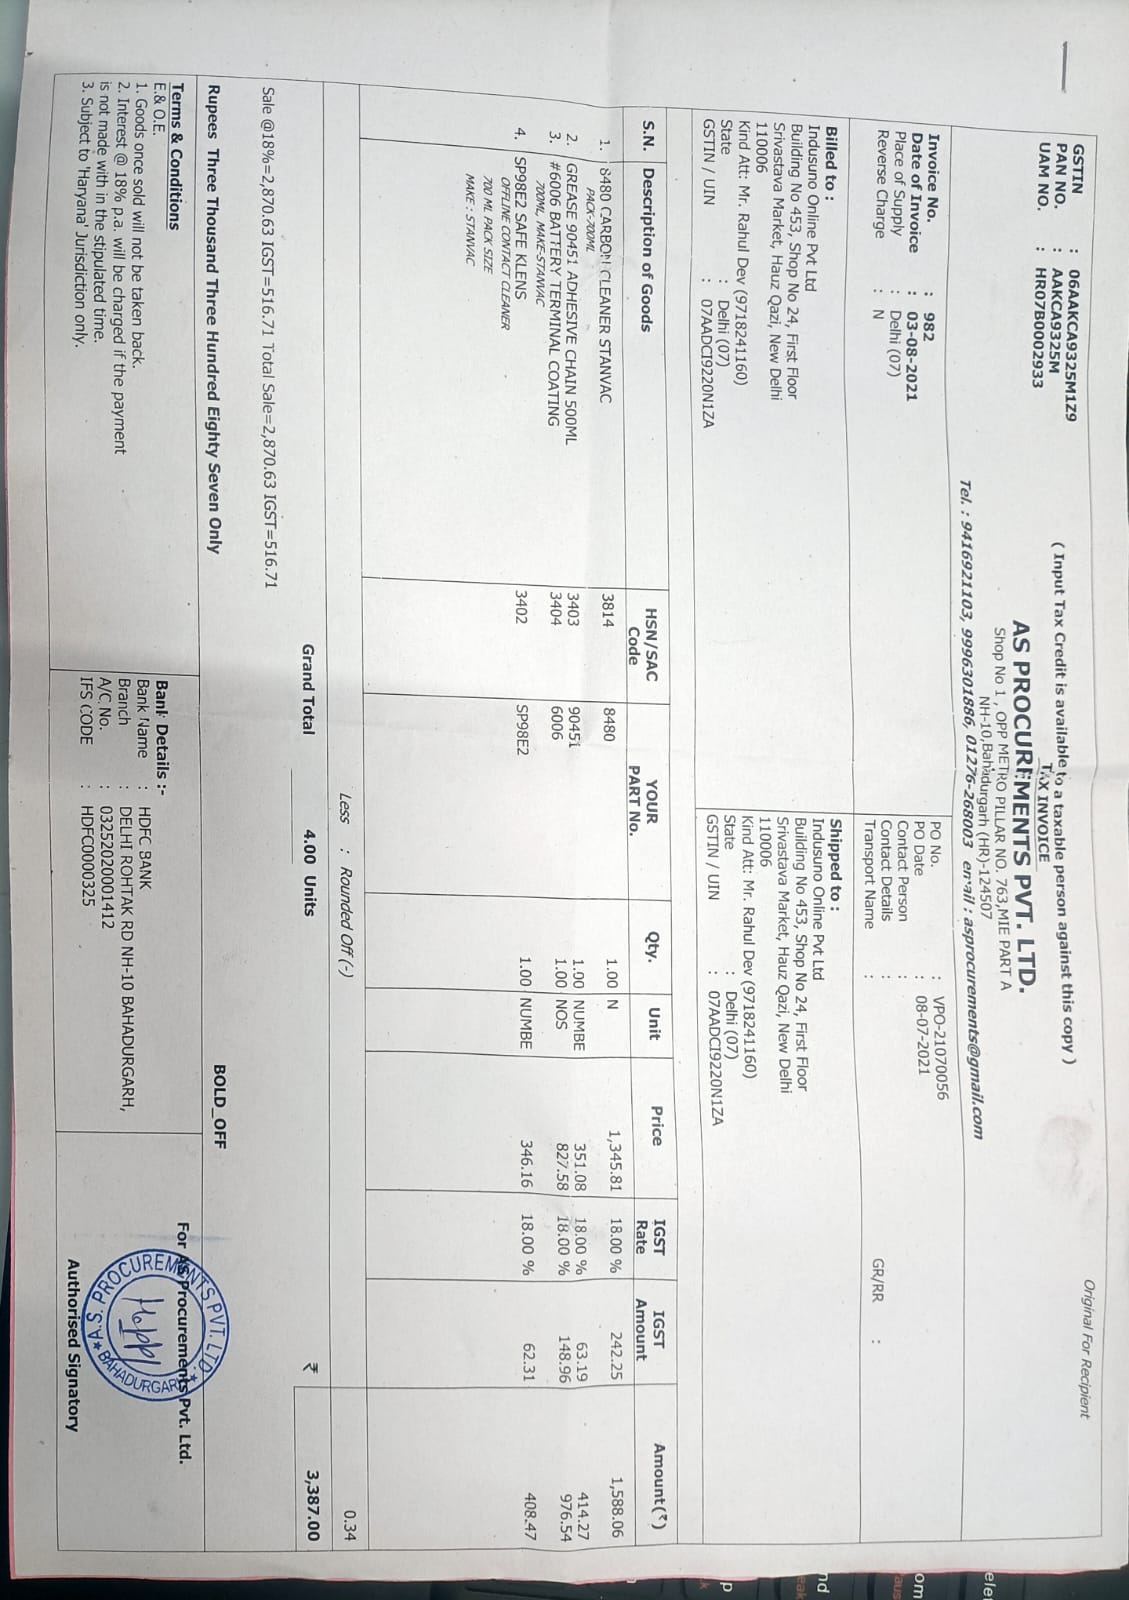 Original For Recipient
( Input Tax Credit is available to a taxable person against this copy )
GSTIN : 06AAKCA9325M1Z9
PAN NO. : AAKCA9325M
UAM NO. : HR07B0002933
TAX INVOICE
AS PROCUREMENTS PVT. LTD.
Shop No 1 , OPP METRO PILLAR NO. 763,MIE PART A
NH-10,Bahadurgarh (HR)-124507
Tel. : 9416921103, 9996301886, 01276-268003 email : asprocurements@gmail.com
Invoice No. : 982
Date of Invoice : 03-08-2021
Place of Supply : Delhi (07)
Reverse Charge : N
PO No. : VPO-21070056
PO Date : 08-07-2021
Contact Person :
Contact Details :
Transport Name :
GR/RR :
Billed to :
Indusuno Online Pvt Ltd
Building No 453, Shop No 24, First Floor
Srivastava Market, Hauz Qazi, New Delhi
110006
Kind Att: Mr. Rahul Dev (9718241160)
State : Delhi (07)
GSTIN / UIN : 07AADCI9220N1ZA
Shipped to :
Indusuno Online Pvt Ltd
Building No 453, Shop No 24, First Floor
Srivastava Market, Hauz Qazi, New Delhi
110006
Kind Att: Mr. Rahul Dev (9718241160)
State : Delhi (07)
GSTIN / UIN : 07AADCI9220N1ZA
S.N. Description of Goods HSN/SAC Code YOUR PART No. Qty. Unit Price IGST Rate IGST Amount Amount(₹)
1. 8480 CARBON CLEANER STANVAC 3814 8480 1.00 N 1,345.81 18.00 % 242.25 1,588.06
PACK-700ML
2. GREASE 90451 ADHESIVE CHAIN 500ML 3403 90451 1.00 NUMBE 351.08 18.00 % 63.19 414.27
3. #6006 BATTERY TERMINAL COATING 3404 6006 1.00 NOS 827.58 18.00 % 148.96 976.54
700ML, MAKE-STANVAC
4. SP98E2 SAFE KLENS 3402 SP98E2 1.00 NUMBE 346.16 18.00 % 62.31 408.47
OFFLINE CONTACT CLEANER
700 ML PACK SIZE
MAKE : STANVAC
Less : Rounded Off (-) 0.34
Grand Total 4.00 Units ₹ 3,387.00
Sale @18%=2,870.63 IGST=516.71 Total Sale=2,870.63 IGST=516.71
Rupees Three Thousand Three Hundred Eighty Seven Only BOLD_OFF
Terms & Conditions
E.& O.E.
1. Goods once sold will not be taken back.
2. Interest @ 18% p.a. will be charged if the payment
is not made with in the stipulated time.
3. Subject to 'Haryana' Jurisdiction only.
Bank Details :-
Bank Name : HDFC BANK
Branch : DELHI ROHTAK RD NH-10 BAHADURGARH,
A/C No. : 03252020001412
IFS CODE : HDFC0000325
For AS Procurements Pvt. Ltd.
A.S. PROCUREMENTS PVT. LTD.
BAHADURGAR
Authorised Signatory